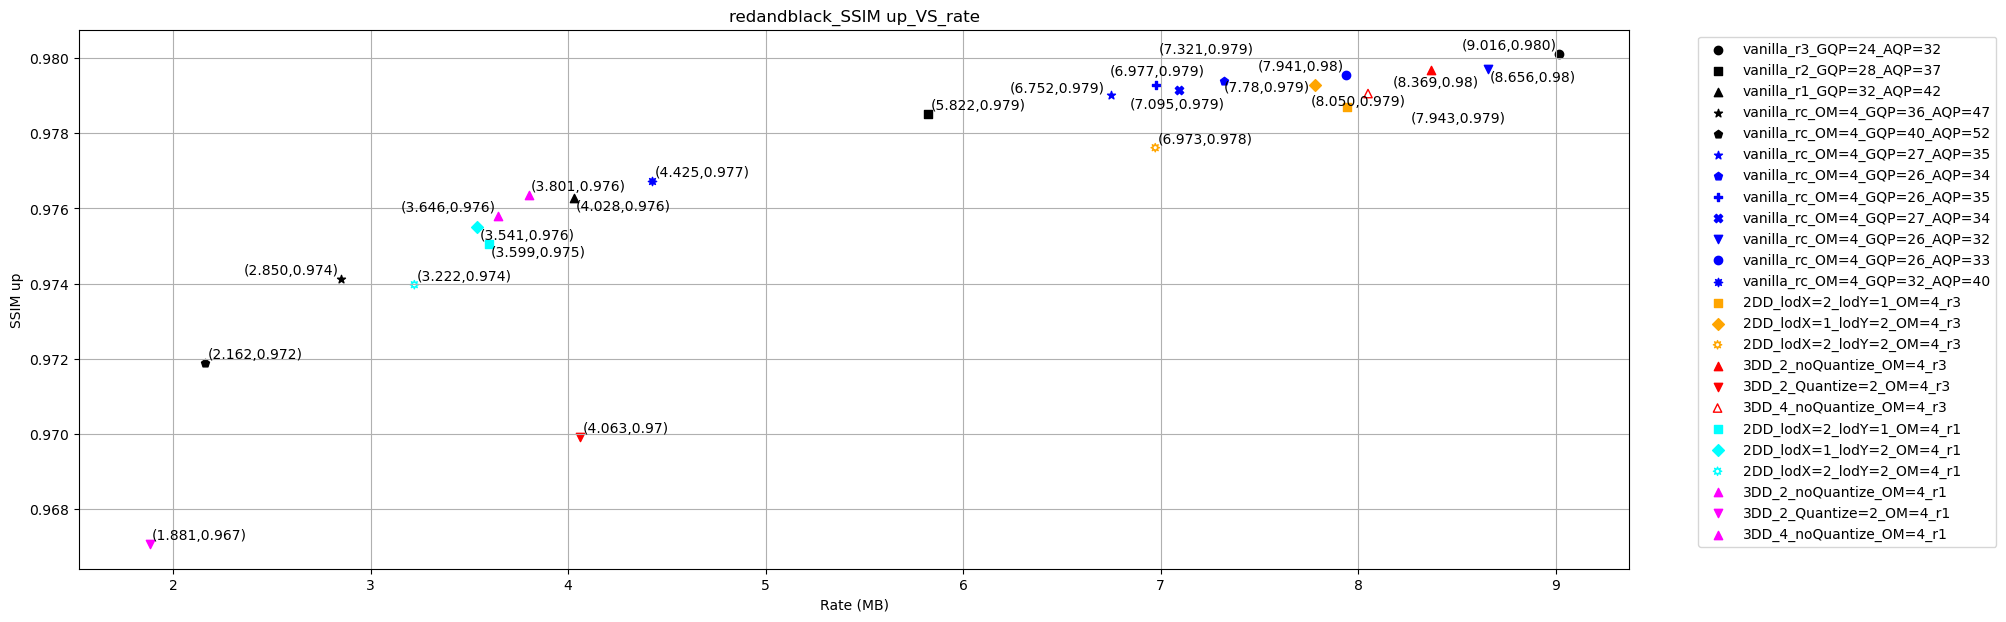 redandblack_SSIM up_VS_rate
(7.321,0.979)
(9.016,0.980)
(6.977,0.979)
(7.941,0.98)
(6.752,0.979)
(7.78,0.979)
(8.369,0.98)
(8.656,0.98)
(5.822,0.979)
(7.095,0.979)
(8.050,0.979)
(7.943,0.979)
(6.973,0.978)
(4.425,0.977)
(3.801,0.976)
(3.646,0.976)
(4.028,0.976)
(3.541,0.976)
(3.599,0.975)
(2.850,0.974)
(3.222,0.974)
(2.162,0.972)
(4.063,0.97)
(1.881,0.967)
0.980
0.978
0.976
0.974
0.972
0.970
0.968
SSIM up
2 3 4 5 6 7 8 9
Rate (MB)
vanilla_r3_GQP=24_AQP=32
vanilla_r2_GQP=28_AQP=37
vanilla_r1_GQP=32_AQP=42
vanilla_rc_OM=4_GQP=36_AQP=47
vanilla_rc_OM=4_GQP=40_AQP=52
vanilla_rc_OM=4_GQP=27_AQP=35
vanilla_rc_OM=4_GQP=26_AQP=34
vanilla_rc_OM=4_GQP=26_AQP=35
vanilla_rc_OM=4_GQP=27_AQP=34
vanilla_rc_OM=4_GQP=26_AQP=32
vanilla_rc_OM=4_GQP=26_AQP=33
vanilla_rc_OM=4_GQP=32_AQP=40
2DD_lodX=2_lodY=1_OM=4_r3
2DD_lodX=1_lodY=2_OM=4_r3
2DD_lodX=2_lodY=2_OM=4_r3
3DD_2_noQuantize_OM=4_r3
3DD_2_Quantize=2_OM=4_r3
3DD_4_noQuantize_OM=4_r3
2DD_lodX=2_lodY=1_OM=4_r1
2DD_lodX=1_lodY=2_OM=4_r1
2DD_lodX=2_lodY=2_OM=4_r1
3DD_2_noQuantize_OM=4_r1
3DD_2_Quantize=2_OM=4_r1
3DD_4_noQuantize_OM=4_r1